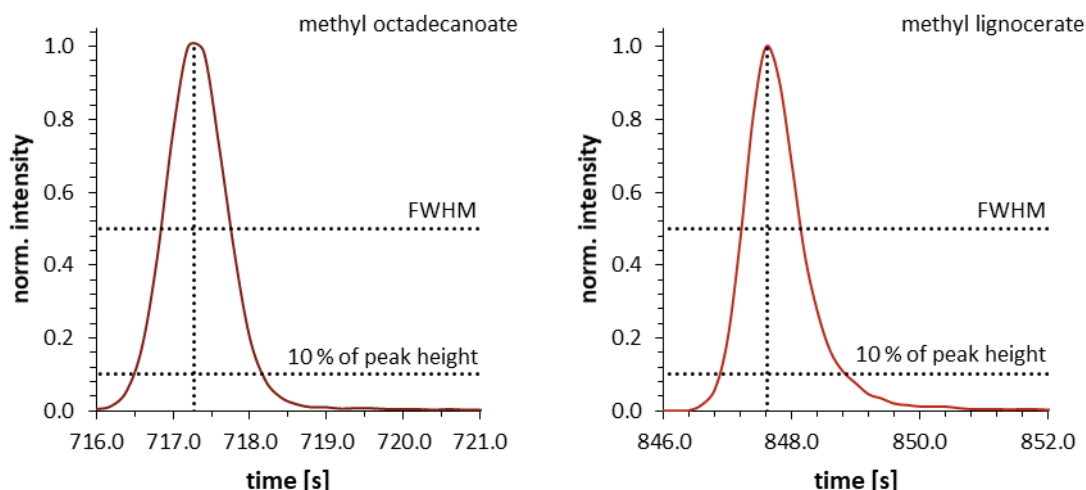 methyl octadecanoate
1.0
0.8
0.6
0.4
0.2
0.0
norm. intensity
FWHM
10 % of peak height
716.0 717.0 718.0 719.0 720.0 721.0
time [s]
methyl lignocerate
1.0
0.8
0.6
0.4
0.2
0.0
norm. intensity
FWHM
10 % of peak height
846.0 848.0 850.0 852.0
time [s]